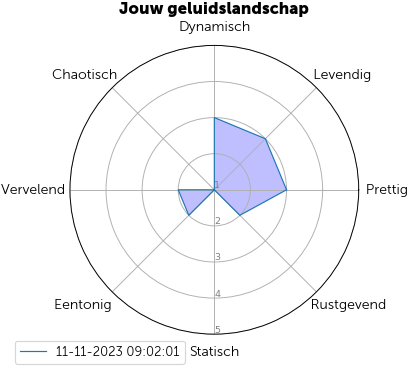 Jouw geluidslandschap
Dynamisch
Chaotisch
Levendig
Vervelend
1
Prettig
2
3
4
Eentonig
Rustgevend
5
11-11-2023 09:02:01
Statisch